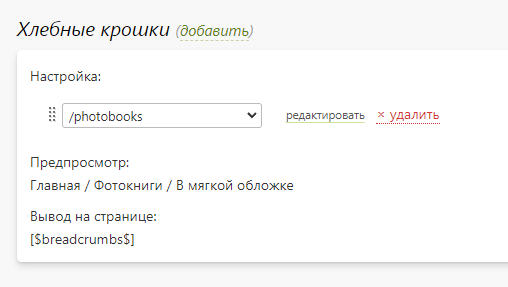 Хлебные крошки (добавить)
Настройка:
/photobooks редактировать × удалить
Предпросмотр:
Главная / Фотокниги / В мягкой обложке
Вывод на странице:
[$breadcrumbs$]